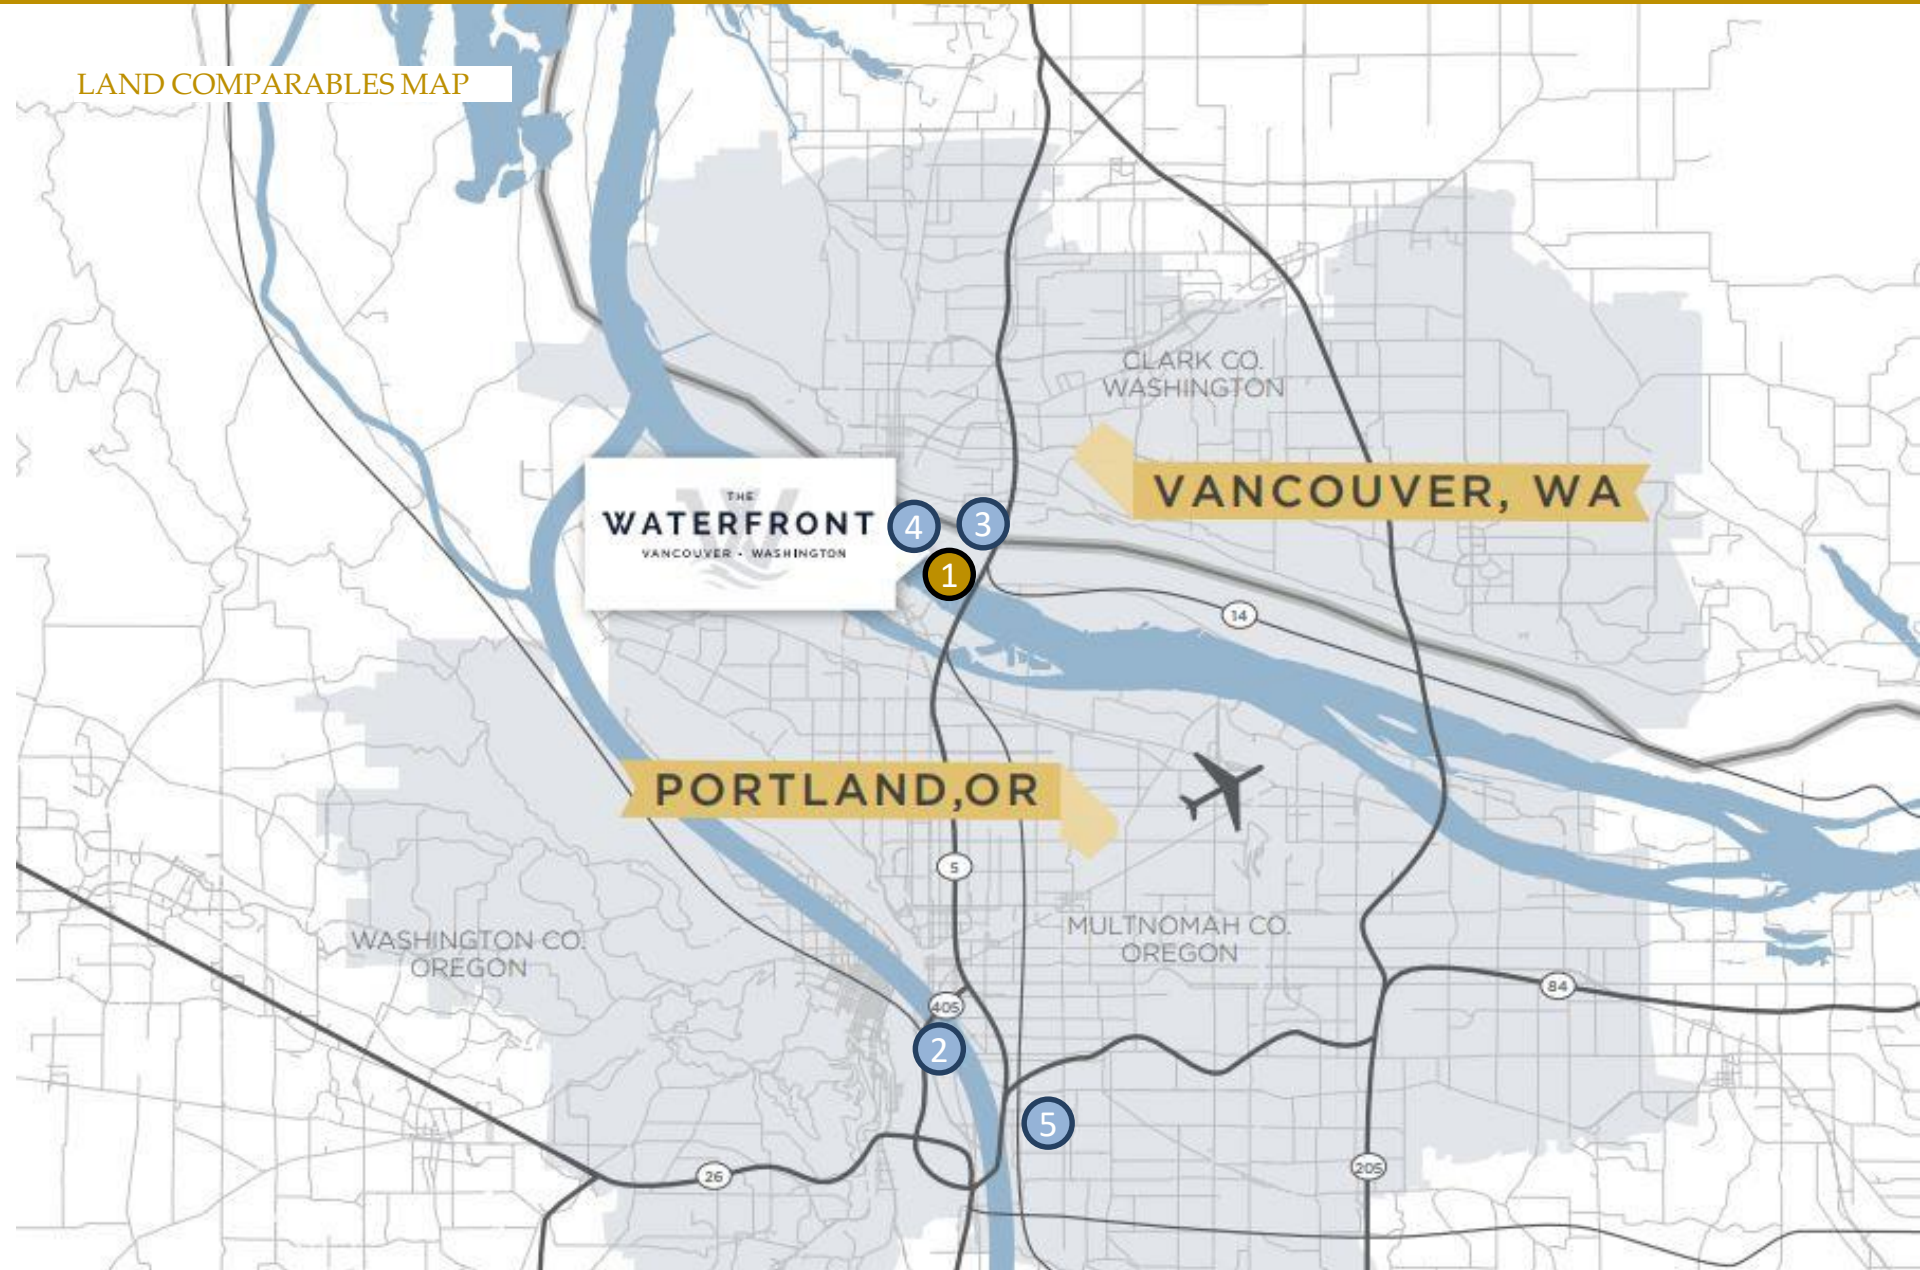 LAND COMPARABLES MAP
CLARK CO.
WASHINGTON
VANCOUVER, WA
THE
WATERFRONT
VANCOUVER - WASHINGTON
4
3
1
14
PORTLAND,OR
5
MULTNOMAH CO.
OREGON
WASHINGTON CO.
OREGON
84
405
2
5
26
205